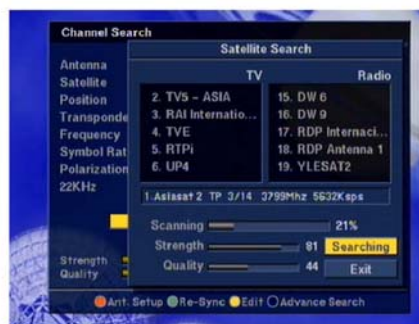 Channel Search
Satellite Search
Antenna
Satellite
Position
Transponde
Frequency
Symbol Rat
Polarization
22KHz
TV
Radio
2. TV5 - ASIA
3. RAI Internatio...
4. TVE
5. RTPi
6. UP4
15. DW 6
16. DW 9
17. RDP Internaci...
18. RDP Antenna 1
19. YLESAT2
1.Asiasat 2 TP 3/14 3799Mhz 5632Ksps
Scanning 21%
Strength 81 Searching
Quality 44 Exit
Strength
Quality
Ant. Setup Re-Sync Edit Advance Search